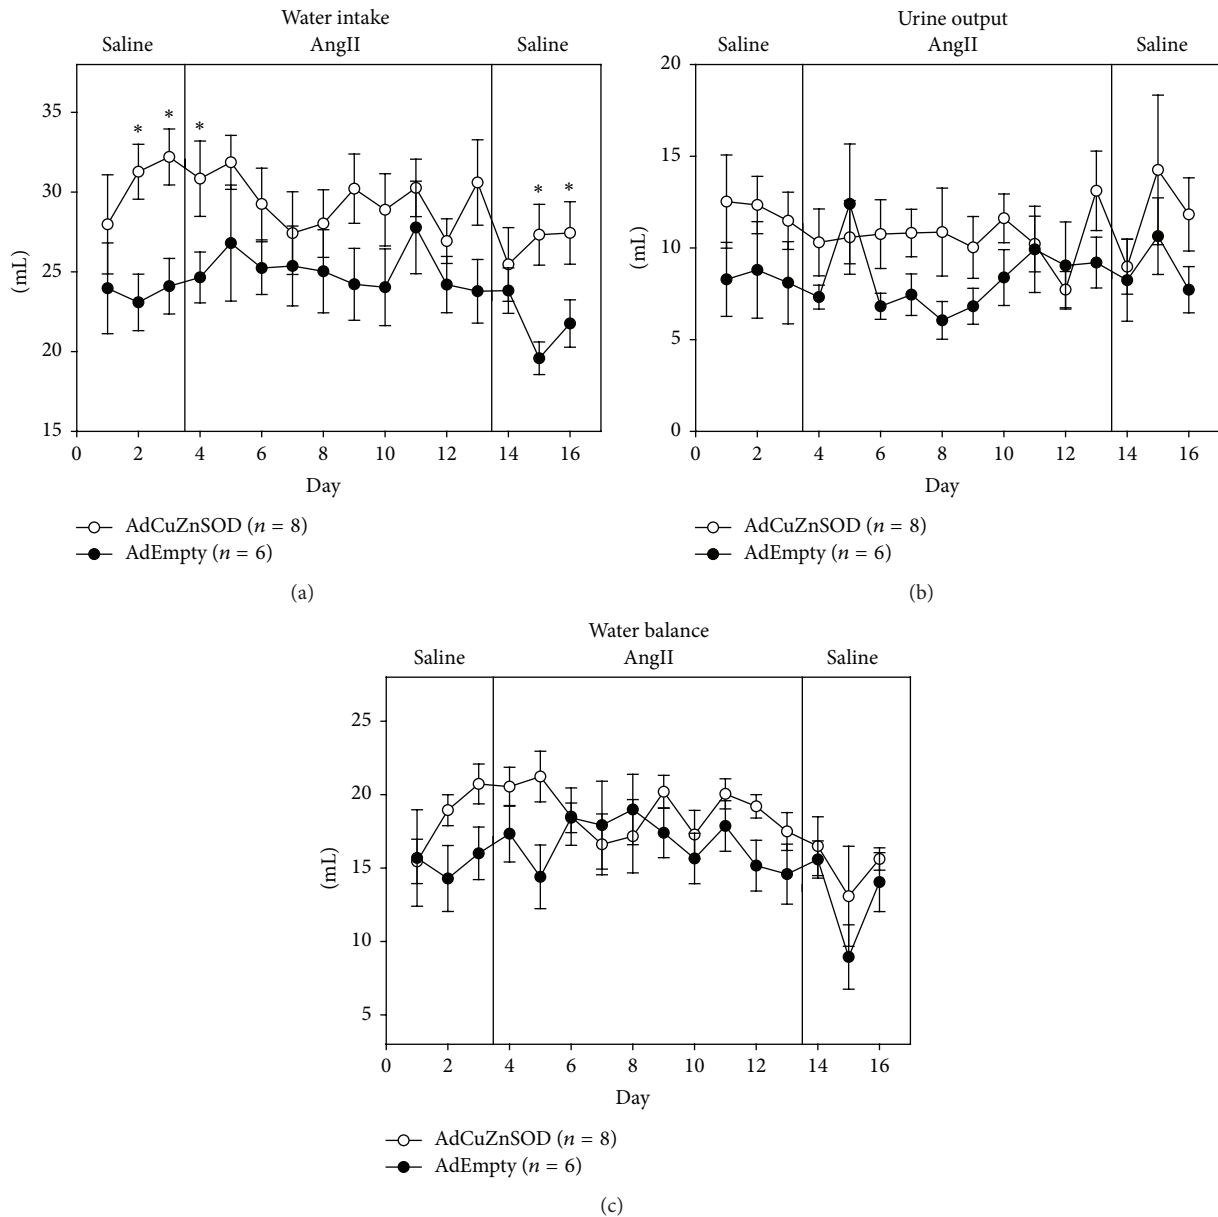 Water intake
Saline AngII Saline
* * * * *
35
30
25
20
15
(mL)
0 2 4 6 8 10 12 14 16
Day
AdCuZnSOD (n = 8)
AdEmpty (n = 6)
(a)
Urine output
Saline AngII Saline
20
15
10
5
0
(mL)
0 2 4 6 8 10 12 14 16
Day
AdCuZnSOD (n = 8)
AdEmpty (n = 6)
(b)
Water balance
Saline AngII Saline
25
20
15
10
5
(mL)
0 2 4 6 8 10 12 14 16
Day
AdCuZnSOD (n = 8)
AdEmpty (n = 6)
(c)